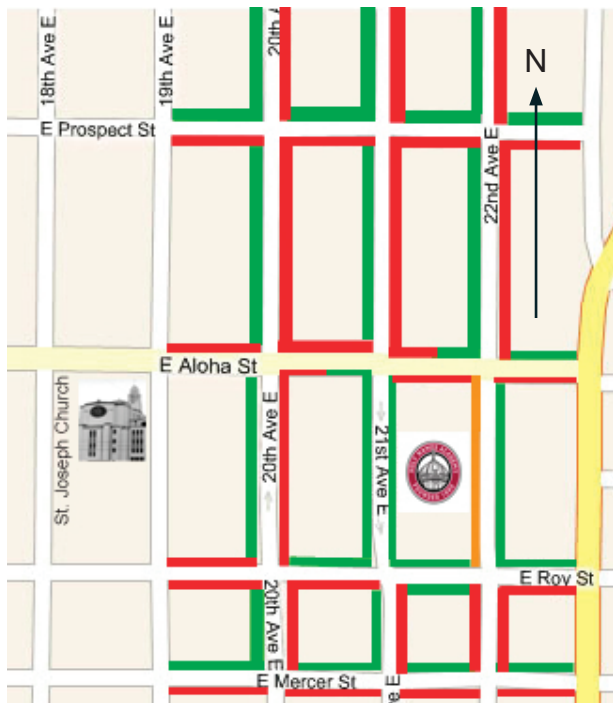 18th Ave E
19th Ave E
20th
N
E Prospect St
22nd Ave E
E Aloha St
St. Joseph Church
20th Ave E
21st Ave E
E Roy St
20th Ave E
E Mercer St